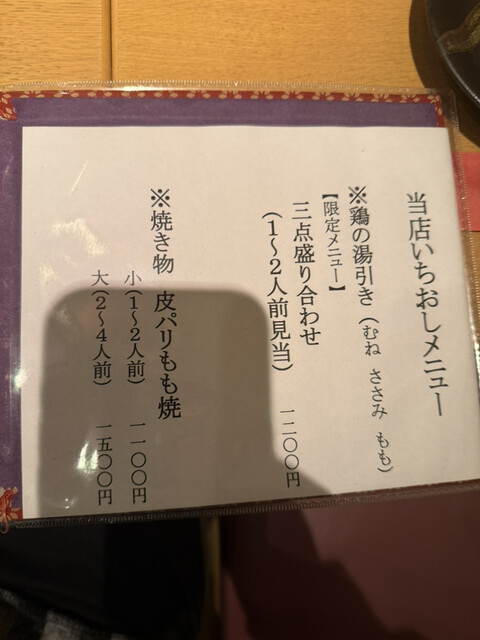 当店いちおしメニュー
※鶏の湯引き(むね ささみ もも)
【限定メニュー】
三点盛り合わせ
(1~2人前見当) 一二〇〇円
※焼き物 皮パリもも焼
小(1~2人前) 一一〇〇円
大(2~4人前) 一五〇〇円